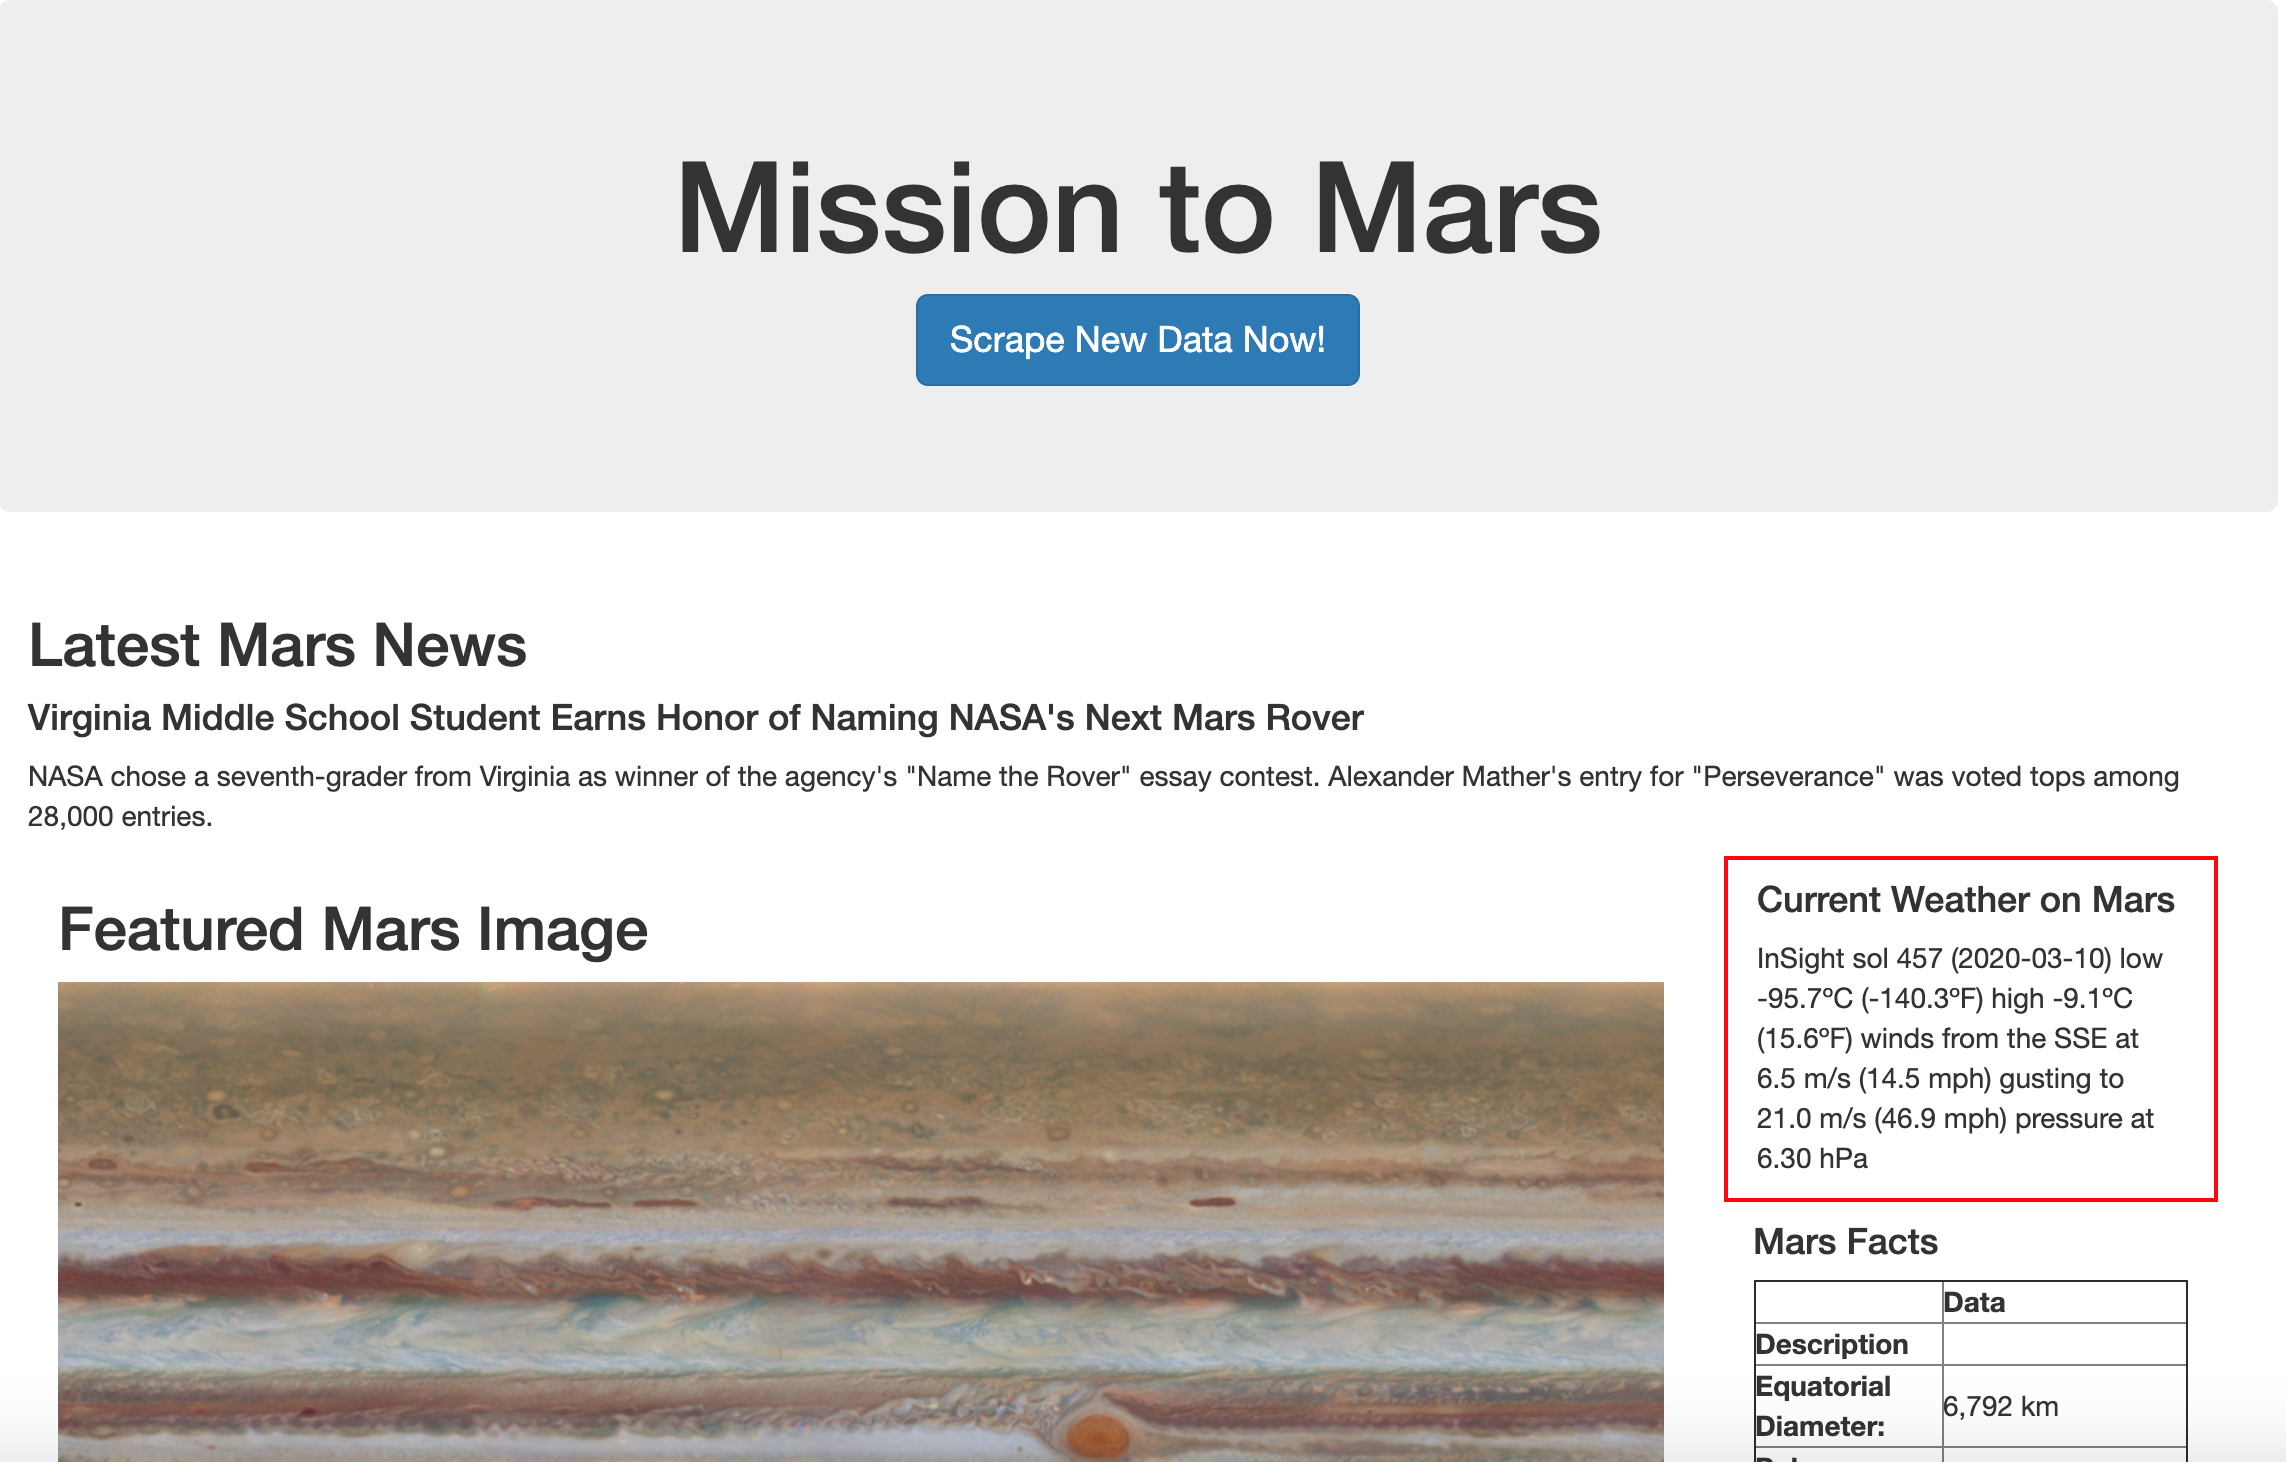 Mission to Mars
Scrape New Data Now!
Latest Mars News
Virginia Middle School Student Earns Honor of Naming NASA's Next Mars Rover
NASA chose a seventh-grader from Virginia as winner of the agency's "Name the Rover" essay contest. Alexander Mather's entry for "Perseverance" was voted tops among
28,000 entries.
Featured Mars Image
Current Weather on Mars
InSight sol 457 (2020-03-10) low
-95.7ºC (-140.3ºF) high -9.1ºC
(15.6ºF) winds from the SSE at
6.5 m/s (14.5 mph) gusting to
21.0 m/s (46.9 mph) pressure at
6.30 hPa
Mars Facts
Data
Description
Equatorial
Diameter:
6,792 km